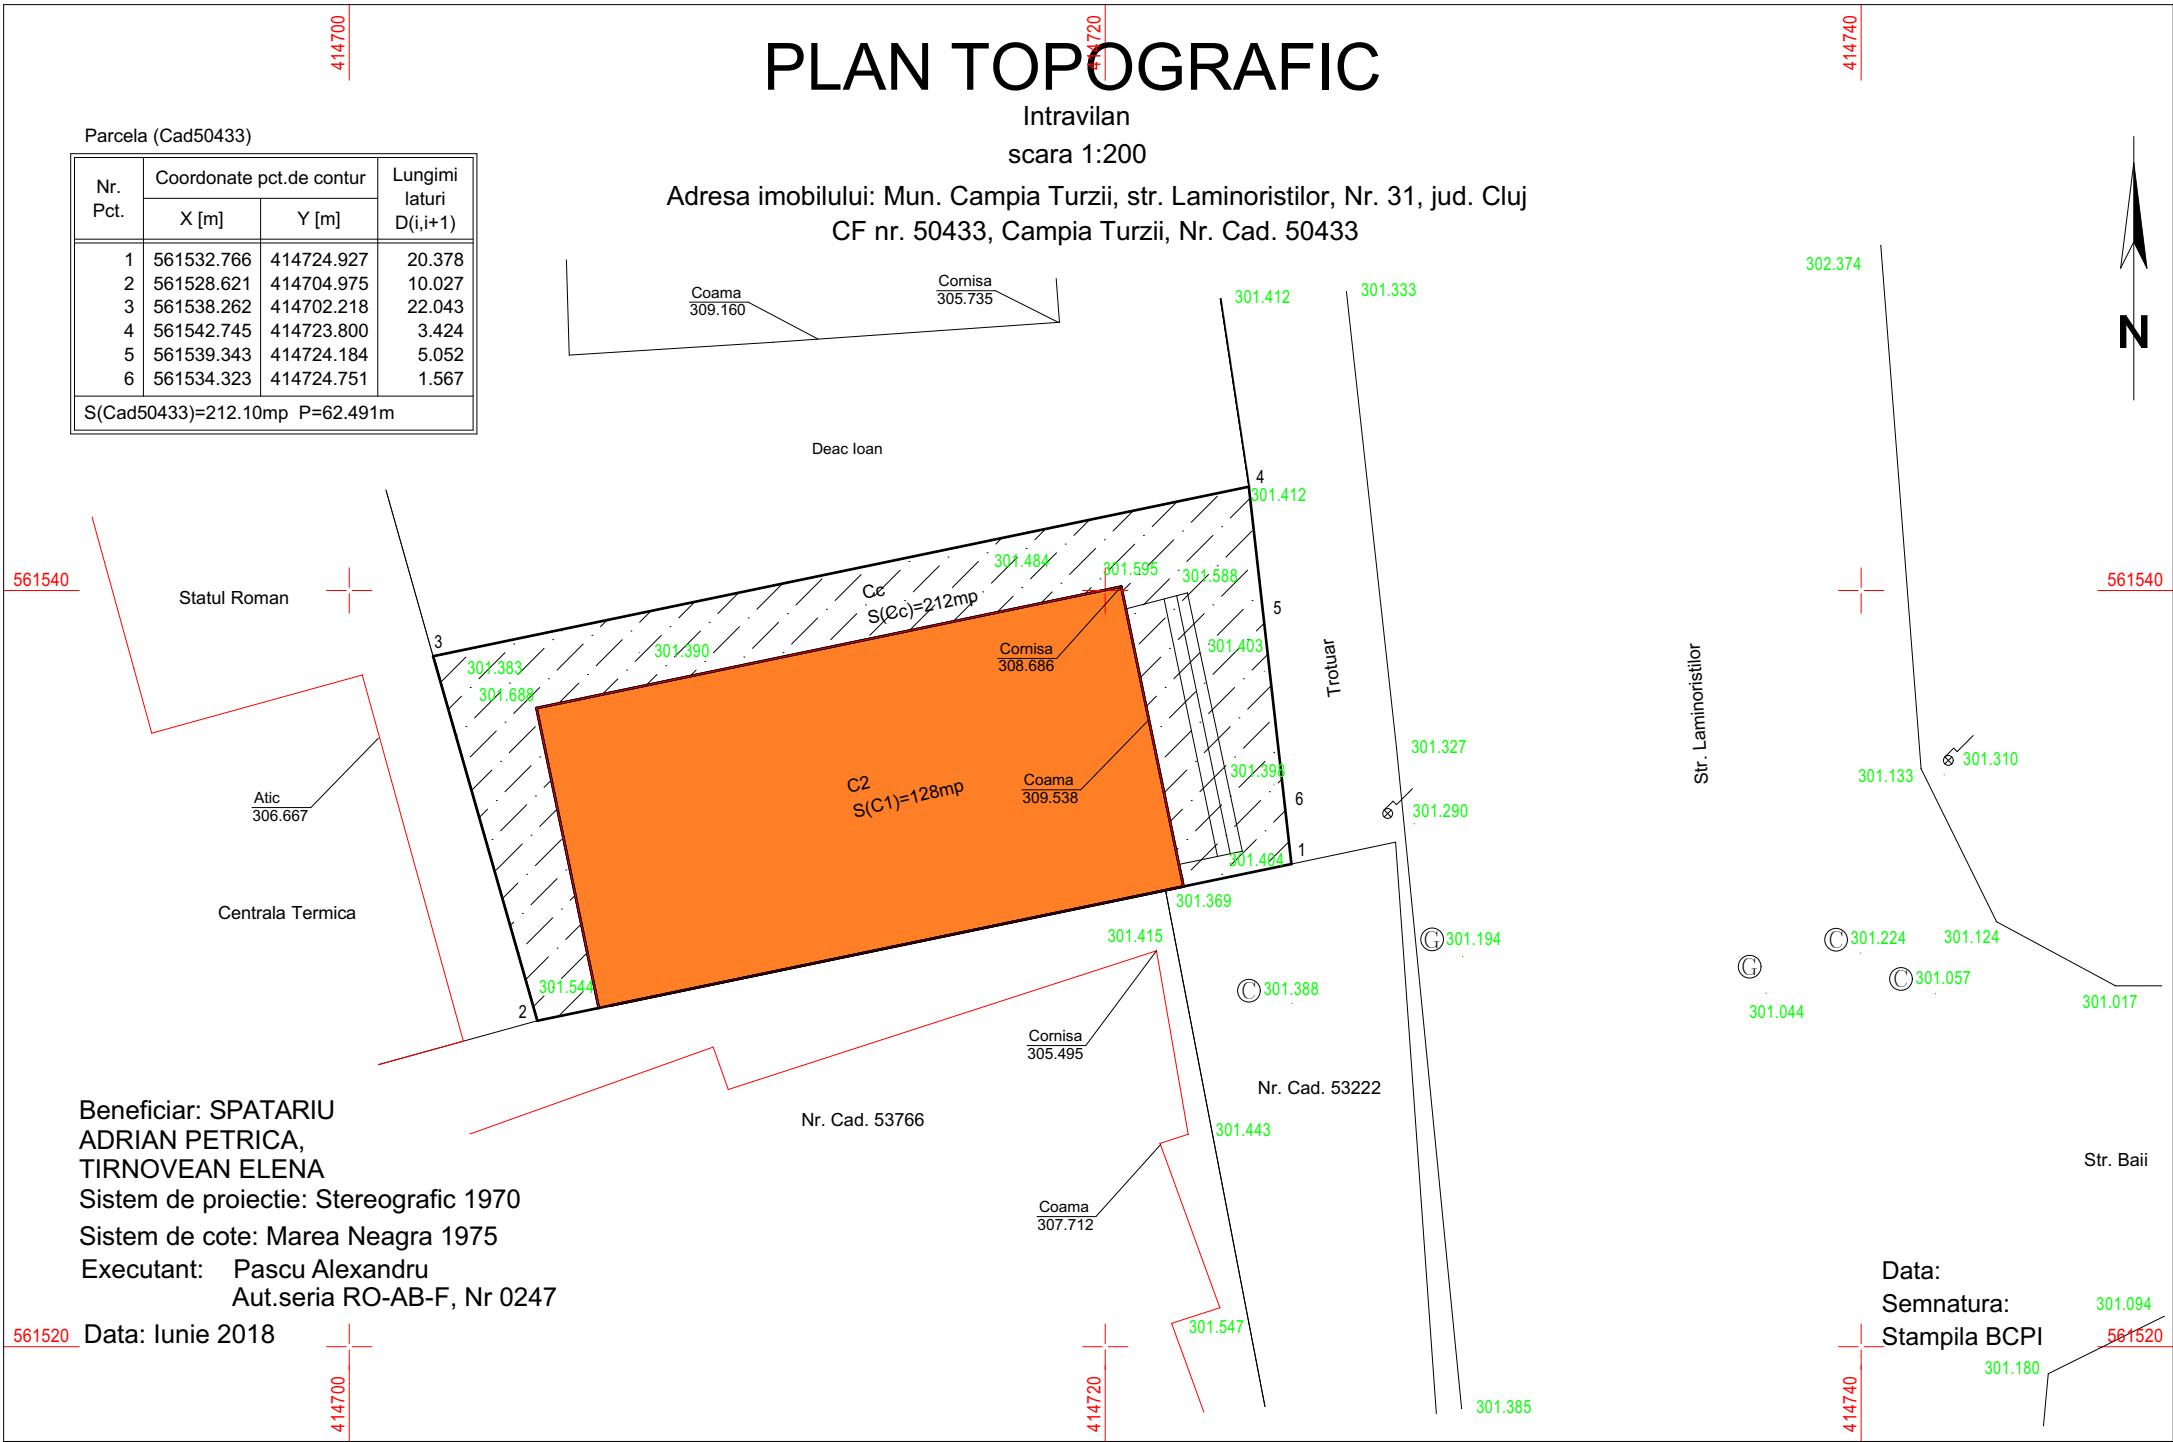 414700
414720
414740
PLAN TOPOGRAFIC
Intravilan
scara 1:200
Adresa imobilului: Mun. Campia Turzii, str. Laminoristilor, Nr. 31, jud. Cluj
CF nr. 50433, Campia Turzii, Nr. Cad. 50433
Parcela (Cad50433)
Nr. Pct. Coordonate pct.de contur Lungimi laturi D(i,i+1)
X [m] Y [m]
1 561532.766 414724.927 20.378
2 561528.621 414704.975 10.027
3 561538.262 414702.218 22.043
4 561542.745 414723.800 3.424
5 561539.343 414724.184 5.052
6 561534.323 414724.751 1.567
S(Cad50433)=212.10mp P=62.491m
302.374
Coama
309.160
Cornisa
305.735
301.412
301.333
N
Deac Ioan
4
301.412
301.484
301.595
301.588
561540
561540
Statul Roman
Cc
S(Cc)=212mp
5
3
301.383
301.390
301.403
Cornisa
308.686
Trotuar
Str. Laminoristilor
301.688
301.327
301.310
301.133
301.398
C2
S(C1)=128mp
Coama
309.538
Atic
306.667
6
301.290
1
301.404
301.369
Centrala Termica
301.415
G 301.194
C 301.224
301.124
G
301.044
C 301.057
301.017
301.544
C 301.388
2
Cornisa
305.495
Nr. Cad. 53222
Nr. Cad. 53766
301.443
Str. Baii
Coama
307.712
Beneficiar: SPATARIU
ADRIAN PETRICA,
TIRNOVEAN ELENA
Sistem de proiectie: Stereografic 1970
Sistem de cote: Marea Neagra 1975
Executant: Pascu Alexandru
Aut.seria RO-AB-F, Nr 0247
Data: Iunie 2018
561520
301.547
Data:
Semnatura:
Stampila BCPI
301.094
561520
301.180
301.385
414700
414720
414740